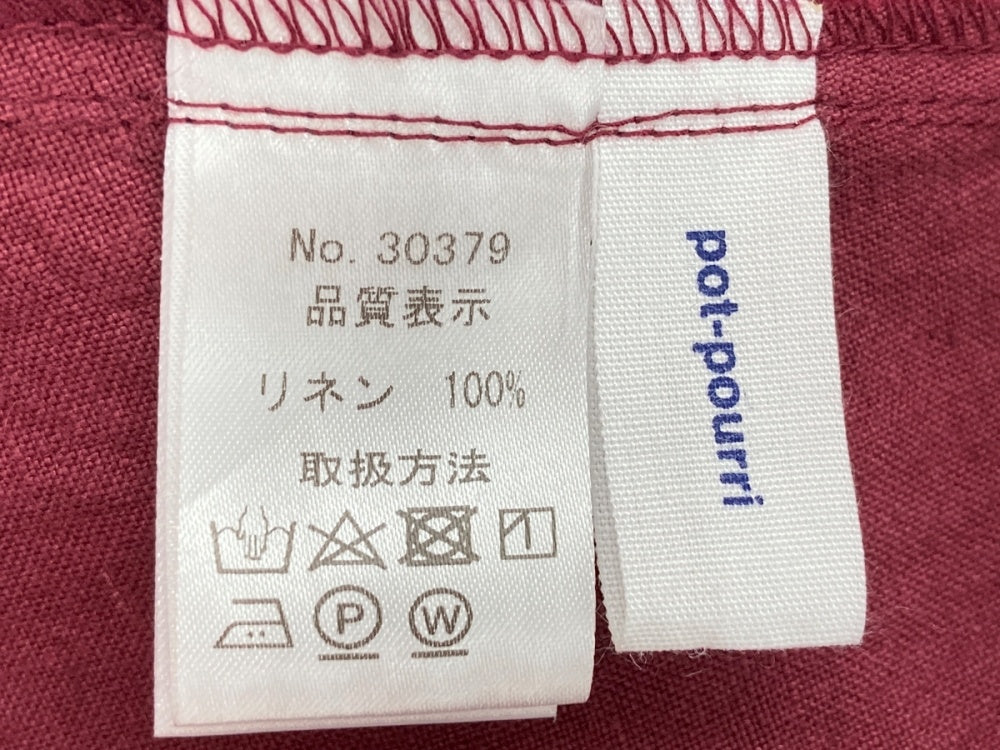 No. 30379
品質表示
リネン 100%
取扱方法
P W
pot-pourri